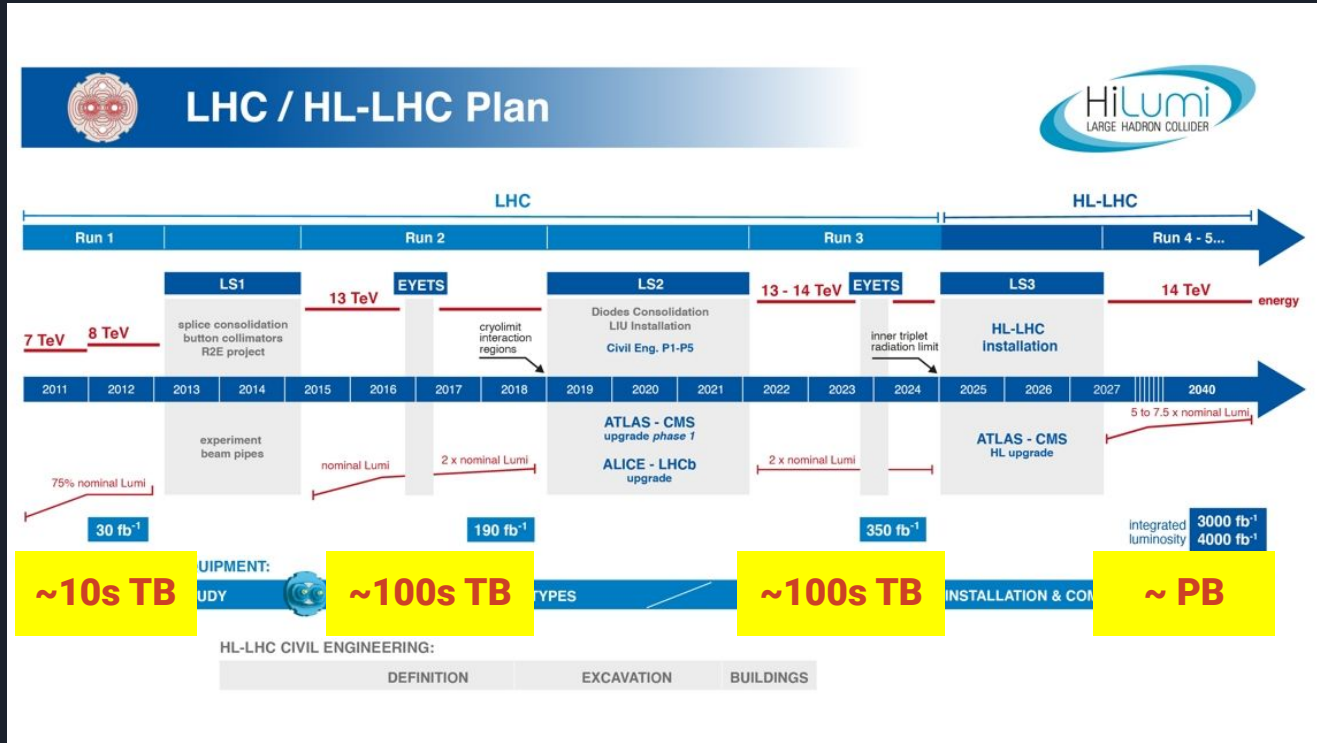 LHC / HL-LHC Plan
HiLumi
LARGE HADRON COLLIDER
LHC
HL-LHC
Run 1
Run 2
Run 3
Run 4 - 5...
LS1
EYETS
LS2
EYETS
LS3
13 TeV
13 - 14 TeV
14 TeV
energy
7 TeV
8 TeV
splice consolidation
button collimators
R2E project
cryolimit
interaction
regions
Diodes Consolidation
LIU Installation
Civil Eng. P1-P5
inner triplet
radiation limit
HL-LHC
Installation
2011
2012
2013
2014
2015
2016
2017
2018
2019
2020
2021
2022
2023
2024
2025
2026
2027
2040
5 to 7.5 x nominal Lumi
experiment
beam pipes
ATLAS - CMS
upgrade phase 1
ALICE - LHCb
upgrade
ATLAS - CMS
HL upgrade
75% nominal Lumi
nominal Lumi
2 x nominal Lumi
2 x nominal Lumi
30 fb-1
190 fb-1
350 fb-1
integrated
luminosity
3000 fb-1
4000 fb-1
UIPMENT:
~10s TB
UDY
~100s TB
TYPES
~100s TB
INSTALLATION & COM
~ PB
HL-LHC CIVIL ENGINEERING:
DEFINITION
EXCAVATION
BUILDINGS